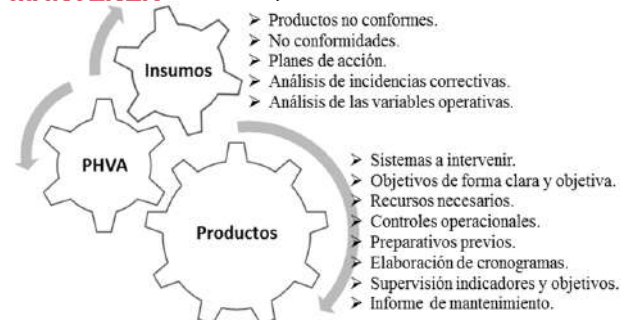 Insumos
➢ Productos no conformes.
➢ No conformidades.
➢ Planes de acción.
➢ Análisis de incidencias correctivas.
➢ Análisis de las variables operativas.
PHVA
Productos
➢ Sistemas a intervenir.
➢ Objetivos de forma clara y objetiva.
➢ Recursos necesarios.
➢ Controles operacionales.
➢ Preparativos previos.
➢ Elaboración de cronogramas.
➢ Supervisión indicadores y objetivos.
➢ Informe de mantenimiento.